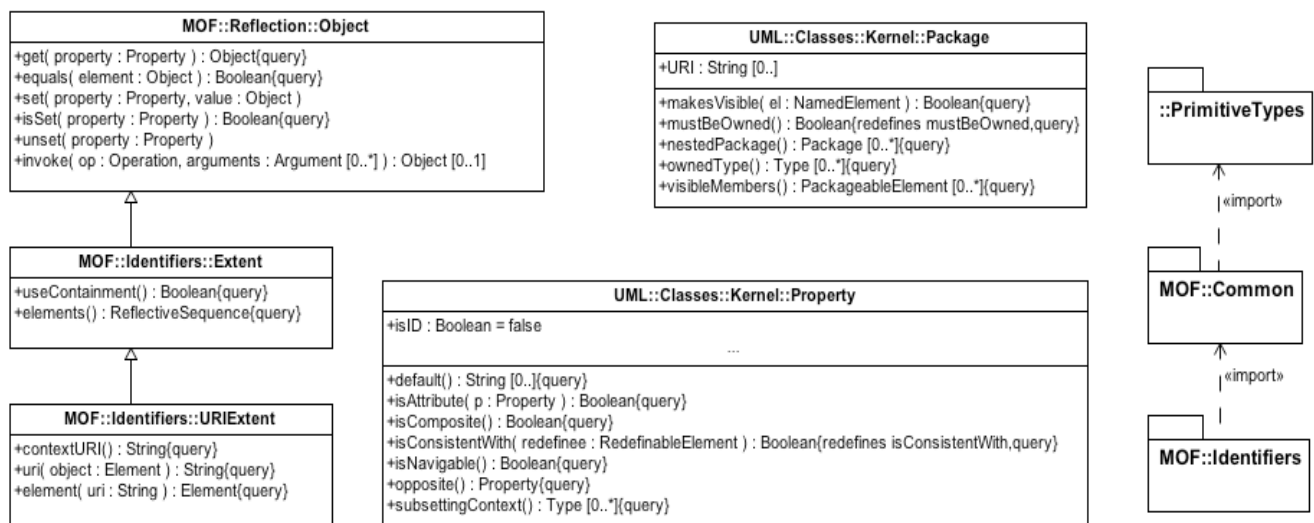 MOF::Reflection::Object
+get( property : Property ) : Object{query}
+equals( element : Object ) : Boolean{query}
+set( property : Property, value : Object )
+isSet( property : Property ) : Boolean{query}
+unset( property : Property )
+invoke( op : Operation, arguments : Argument [0..*] ) : Object [0..1]
MOF::Identifiers::Extent
+useContainment() : Boolean{query}
+elements() : ReflectiveSequence{query}
MOF::Identifiers::URIExtent
+contextURI() : String{query}
+uri( object : Element ) : String{query}
+element( uri : String ) : Element{query}
UML::Classes::Kernel::Package
+URI : String [0..]
+makesVisible( el : NamedElement ) : Boolean{query}
+mustBeOwned() : Boolean{redefines mustBeOwned,query}
+nestedPackage() : Package [0..*]{query}
+ownedType() : Type [0..*]{query}
+visibleMembers() : PackageableElement [0..*]{query}
UML::Classes::Kernel::Property
+isID : Boolean = false
...
+default() : String [0..]{query}
+isAttribute( p : Property ) : Boolean{query}
+isComposite() : Boolean{query}
+isConsistentWith( redefinee : RedefinableElement ) : Boolean{redefines isConsistentWith,query}
+isNavigable() : Boolean{query}
+opposite() : Property{query}
+subsettingContext() : Type [0..*]{query}
::PrimitiveTypes
«import»
MOF::Common
«import»
MOF::Identifiers